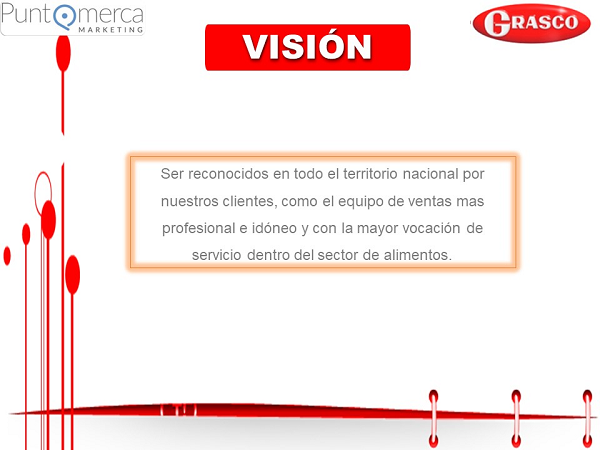 PuntQmerca
MARKETING
GRASCO
VISIÓN
Ser reconocidos en todo el territorio nacional por
nuestros clientes, como el equipo de ventas mas
profesional e idóneo y con la mayor vocación de
servicio dentro del sector de alimentos.